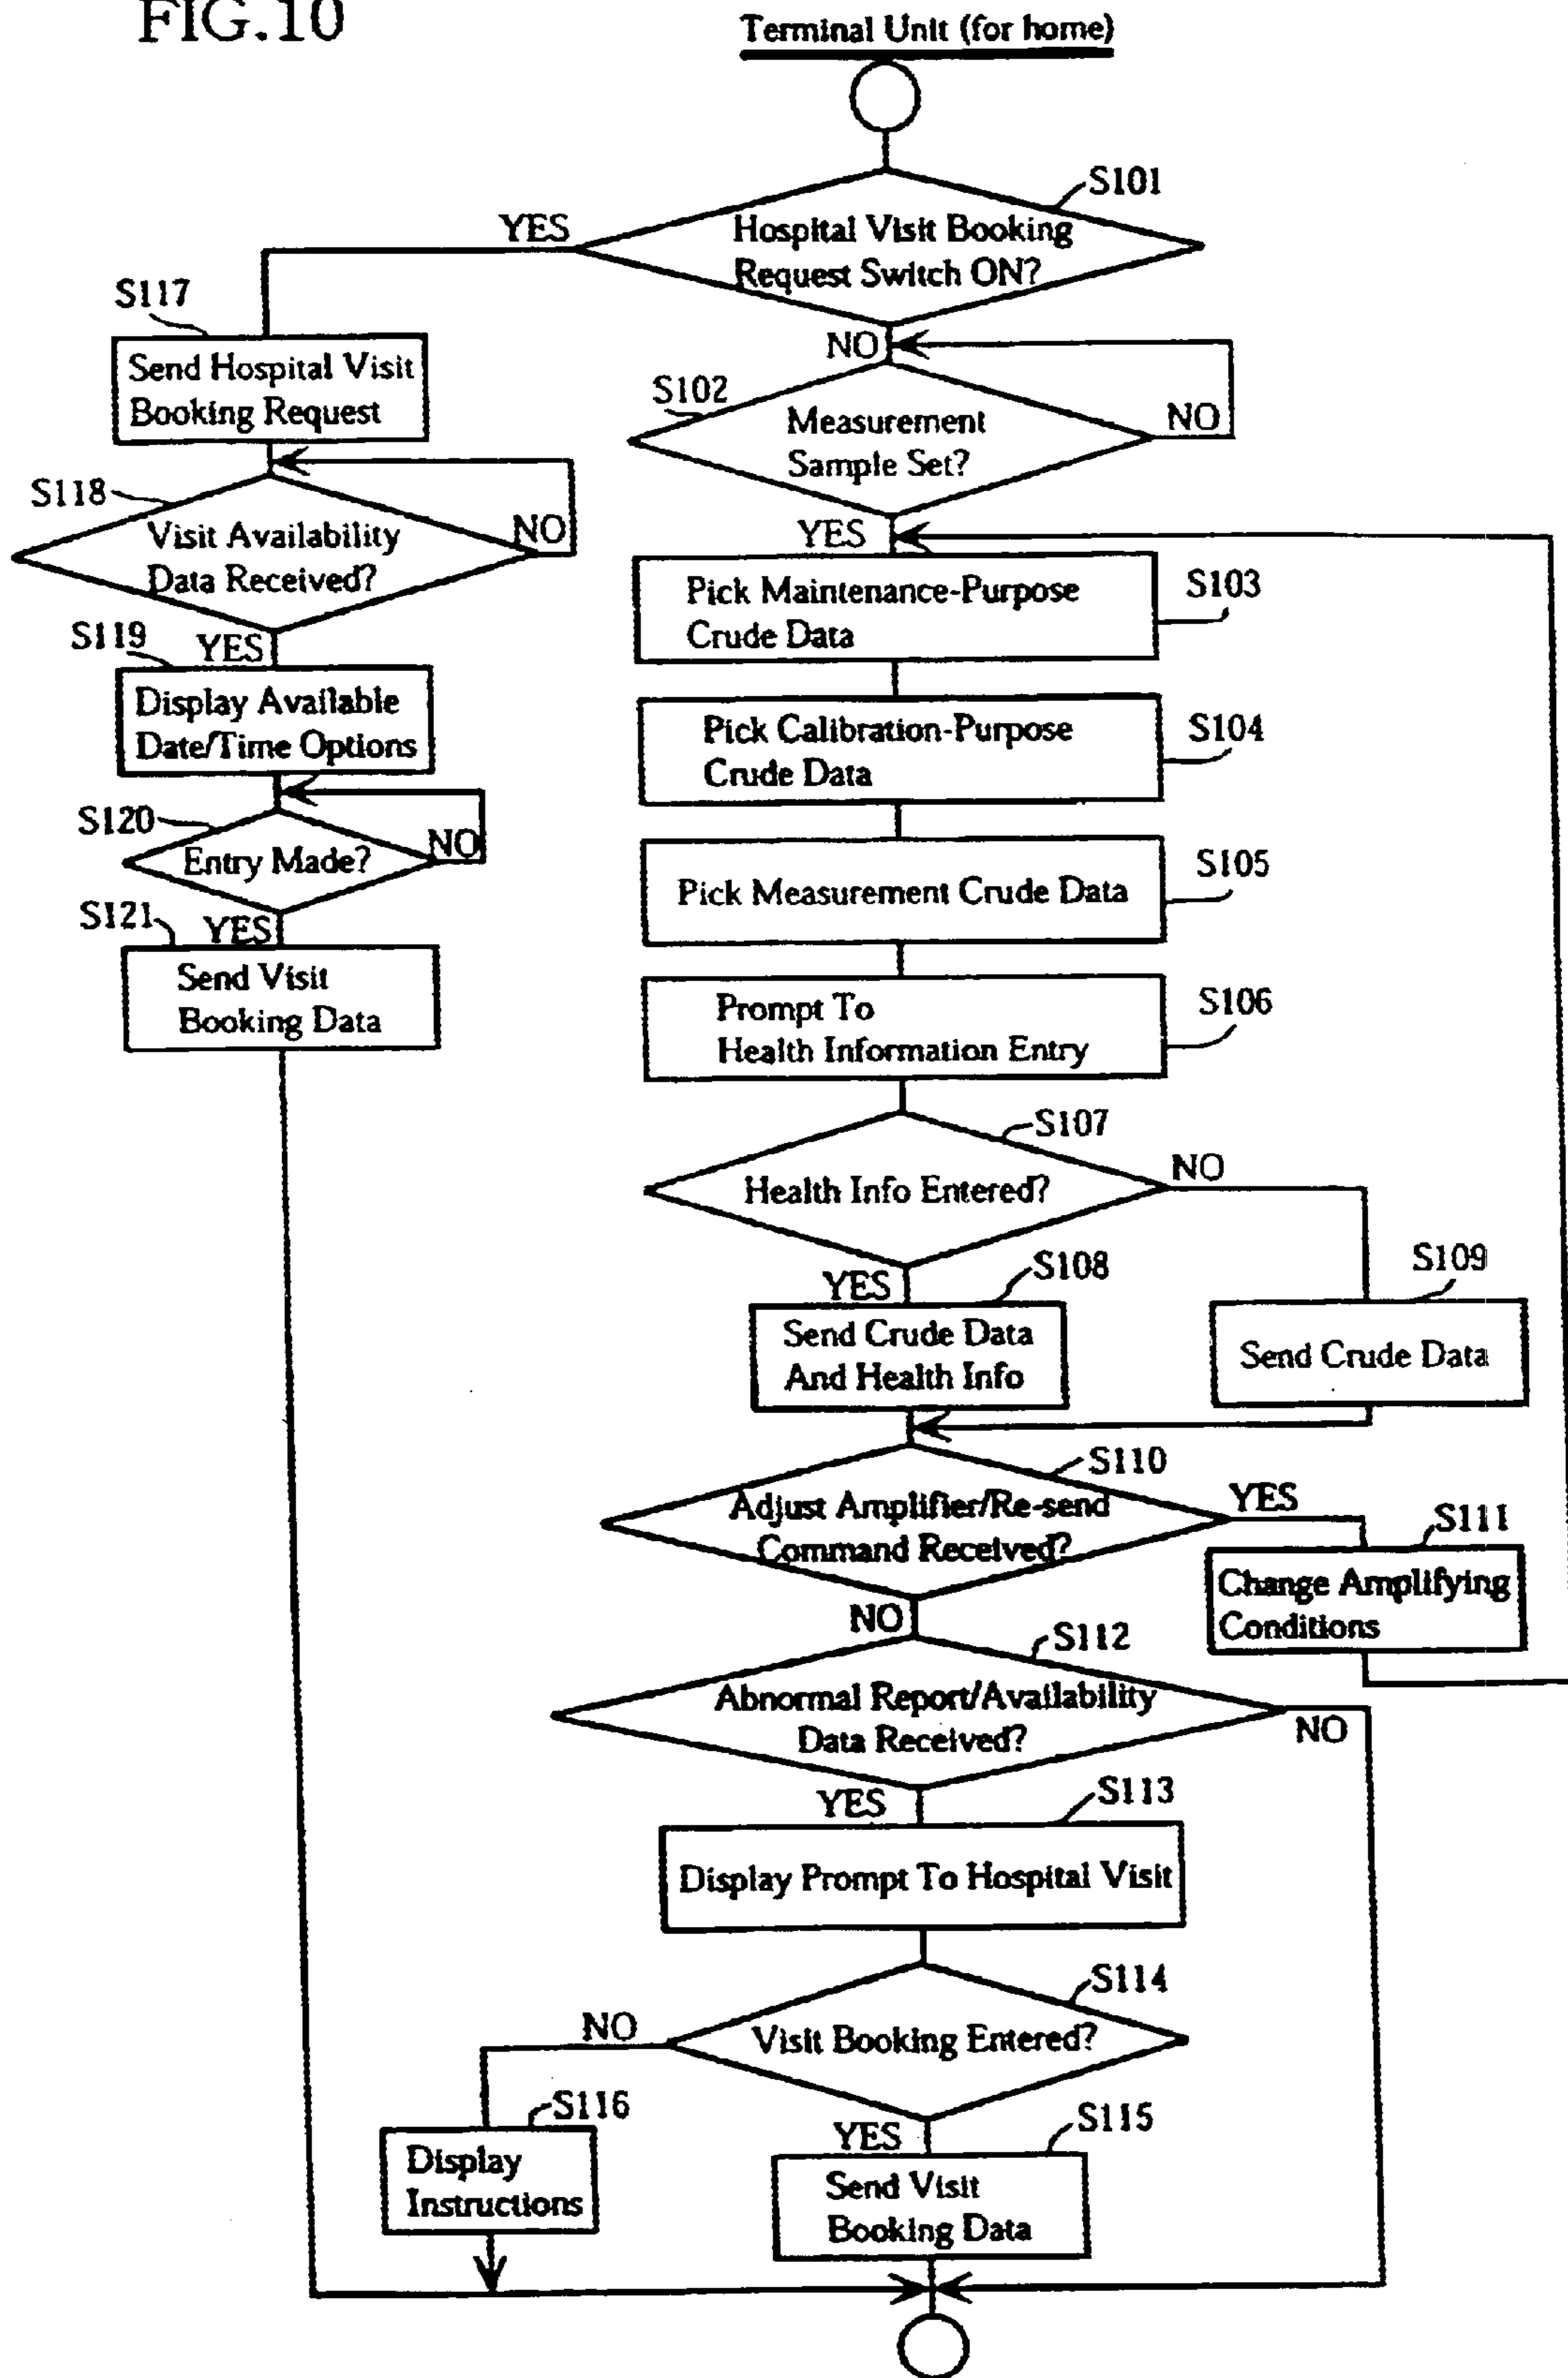 FIG.10
Terminal Unit (for home)
S101
YES
Hospital Visit Booking
Request Switch ON?
S117
NO
Send Hospital Visit
Booking Request
S102
Measurement
Sample Set?
NO
S118
Visit Availability
Data Received?
NO
YES
Pick Maintenance-Purpose
Crude Data
S103
S119
YES
Display Available
Date/Time Options
Pick Calibration-Purpose
Crude Data
S104
S120
Entry Made?
NO
Pick Measurement Crude Data
S105
S121
YES
Send Visit
Booking Data
Prompt To
Health Information Entry
S106
S107
Health Info Entered?
NO
YES
S108
S109
Send Crude Data
And Health Info
Send Crude Data
S110
Adjust Amplifier/Re-send
Command Received?
YES
S111
Change Amplifying
Conditions
NO
S112
Abnormal Report/Availability
Data Received?
NO
YES
S113
Display Prompt To Hospital Visit
S114
NO
Visit Booking Entered?
S116
YES
S115
Display
Instructions
Send Visit
Booking Data